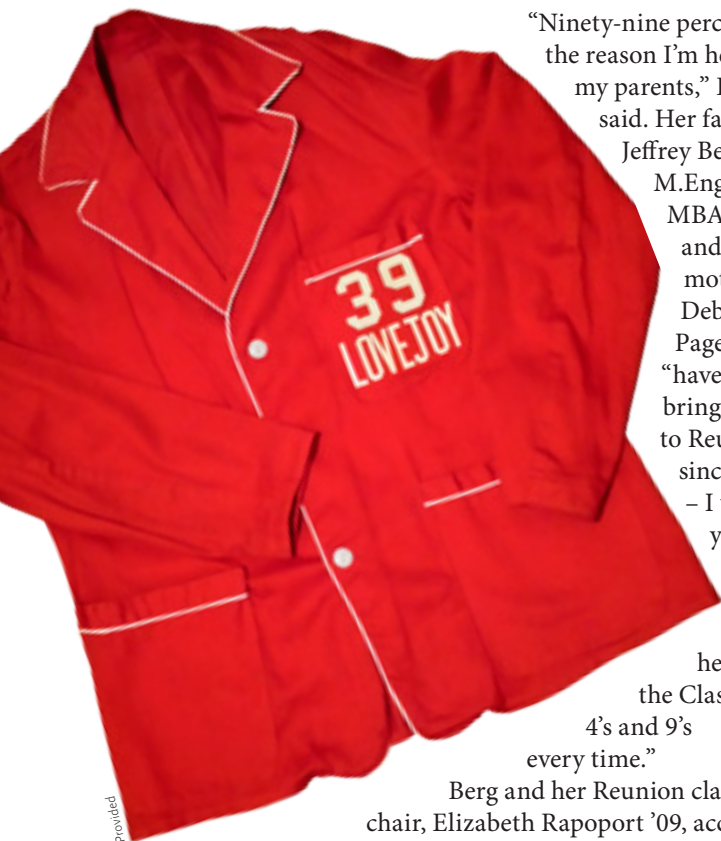 “Ninety-nine perc
the reason I’m he
my parents,”
said. Her fa
Jeffrey Be
M.Eng
MBA
and
mot
Deb
Page
“have
bring
to Reu
sinc
– I
y
he
the Clas
4’s and 9’s
every time.”
Berg and her Reunion cla
chair, Elizabeth Rapoport ’09, acc
39
LOVEJOY
Provided